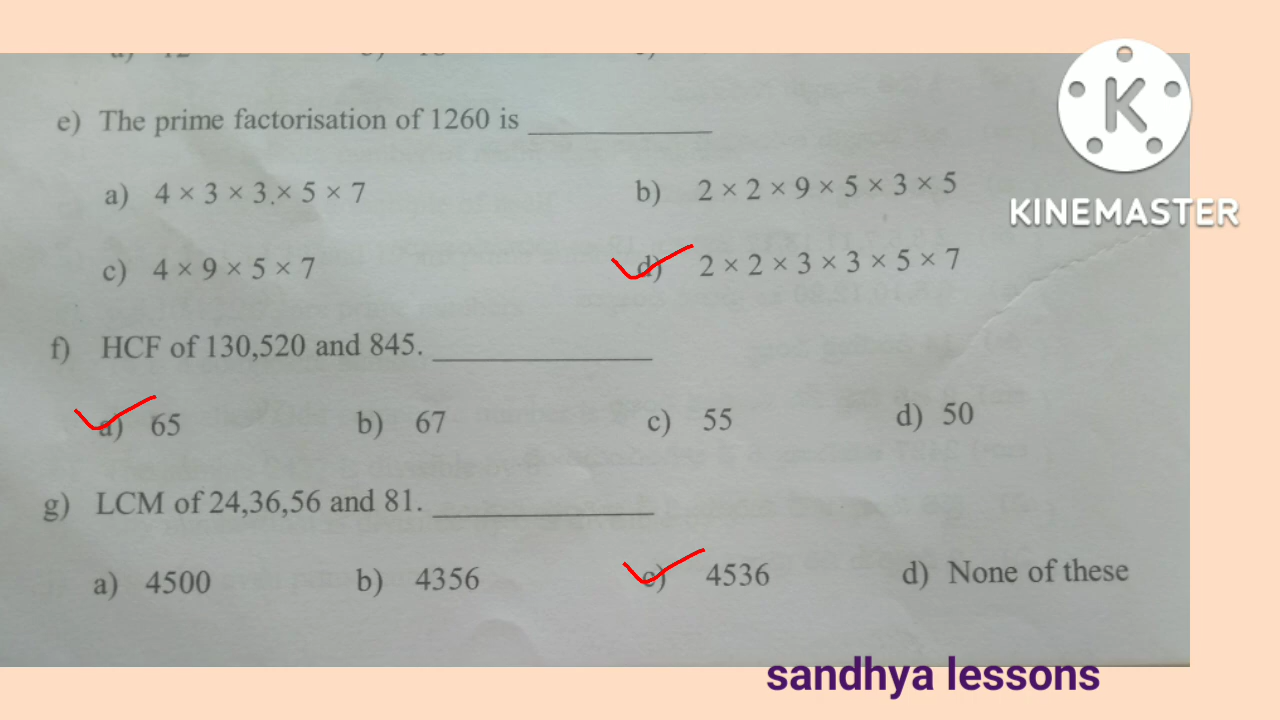 e) The prime factorisation of 1260 is ____________
a) 4 × 3 × 3 × 5 × 7 b) 2 × 2 × 9 × 5 × 3 × 5
c) 4 × 9 × 5 × 7 d) 2 × 2 × 3 × 3 × 5 × 7
f) HCF of 130,520 and 845. ______________
a) 65 b) 67 c) 55 d) 50
g) LCM of 24,36,56 and 81. ______________
a) 4500 b) 4356 c) 4536 d) None of these
K
KINEMASTER
sandhya lessons